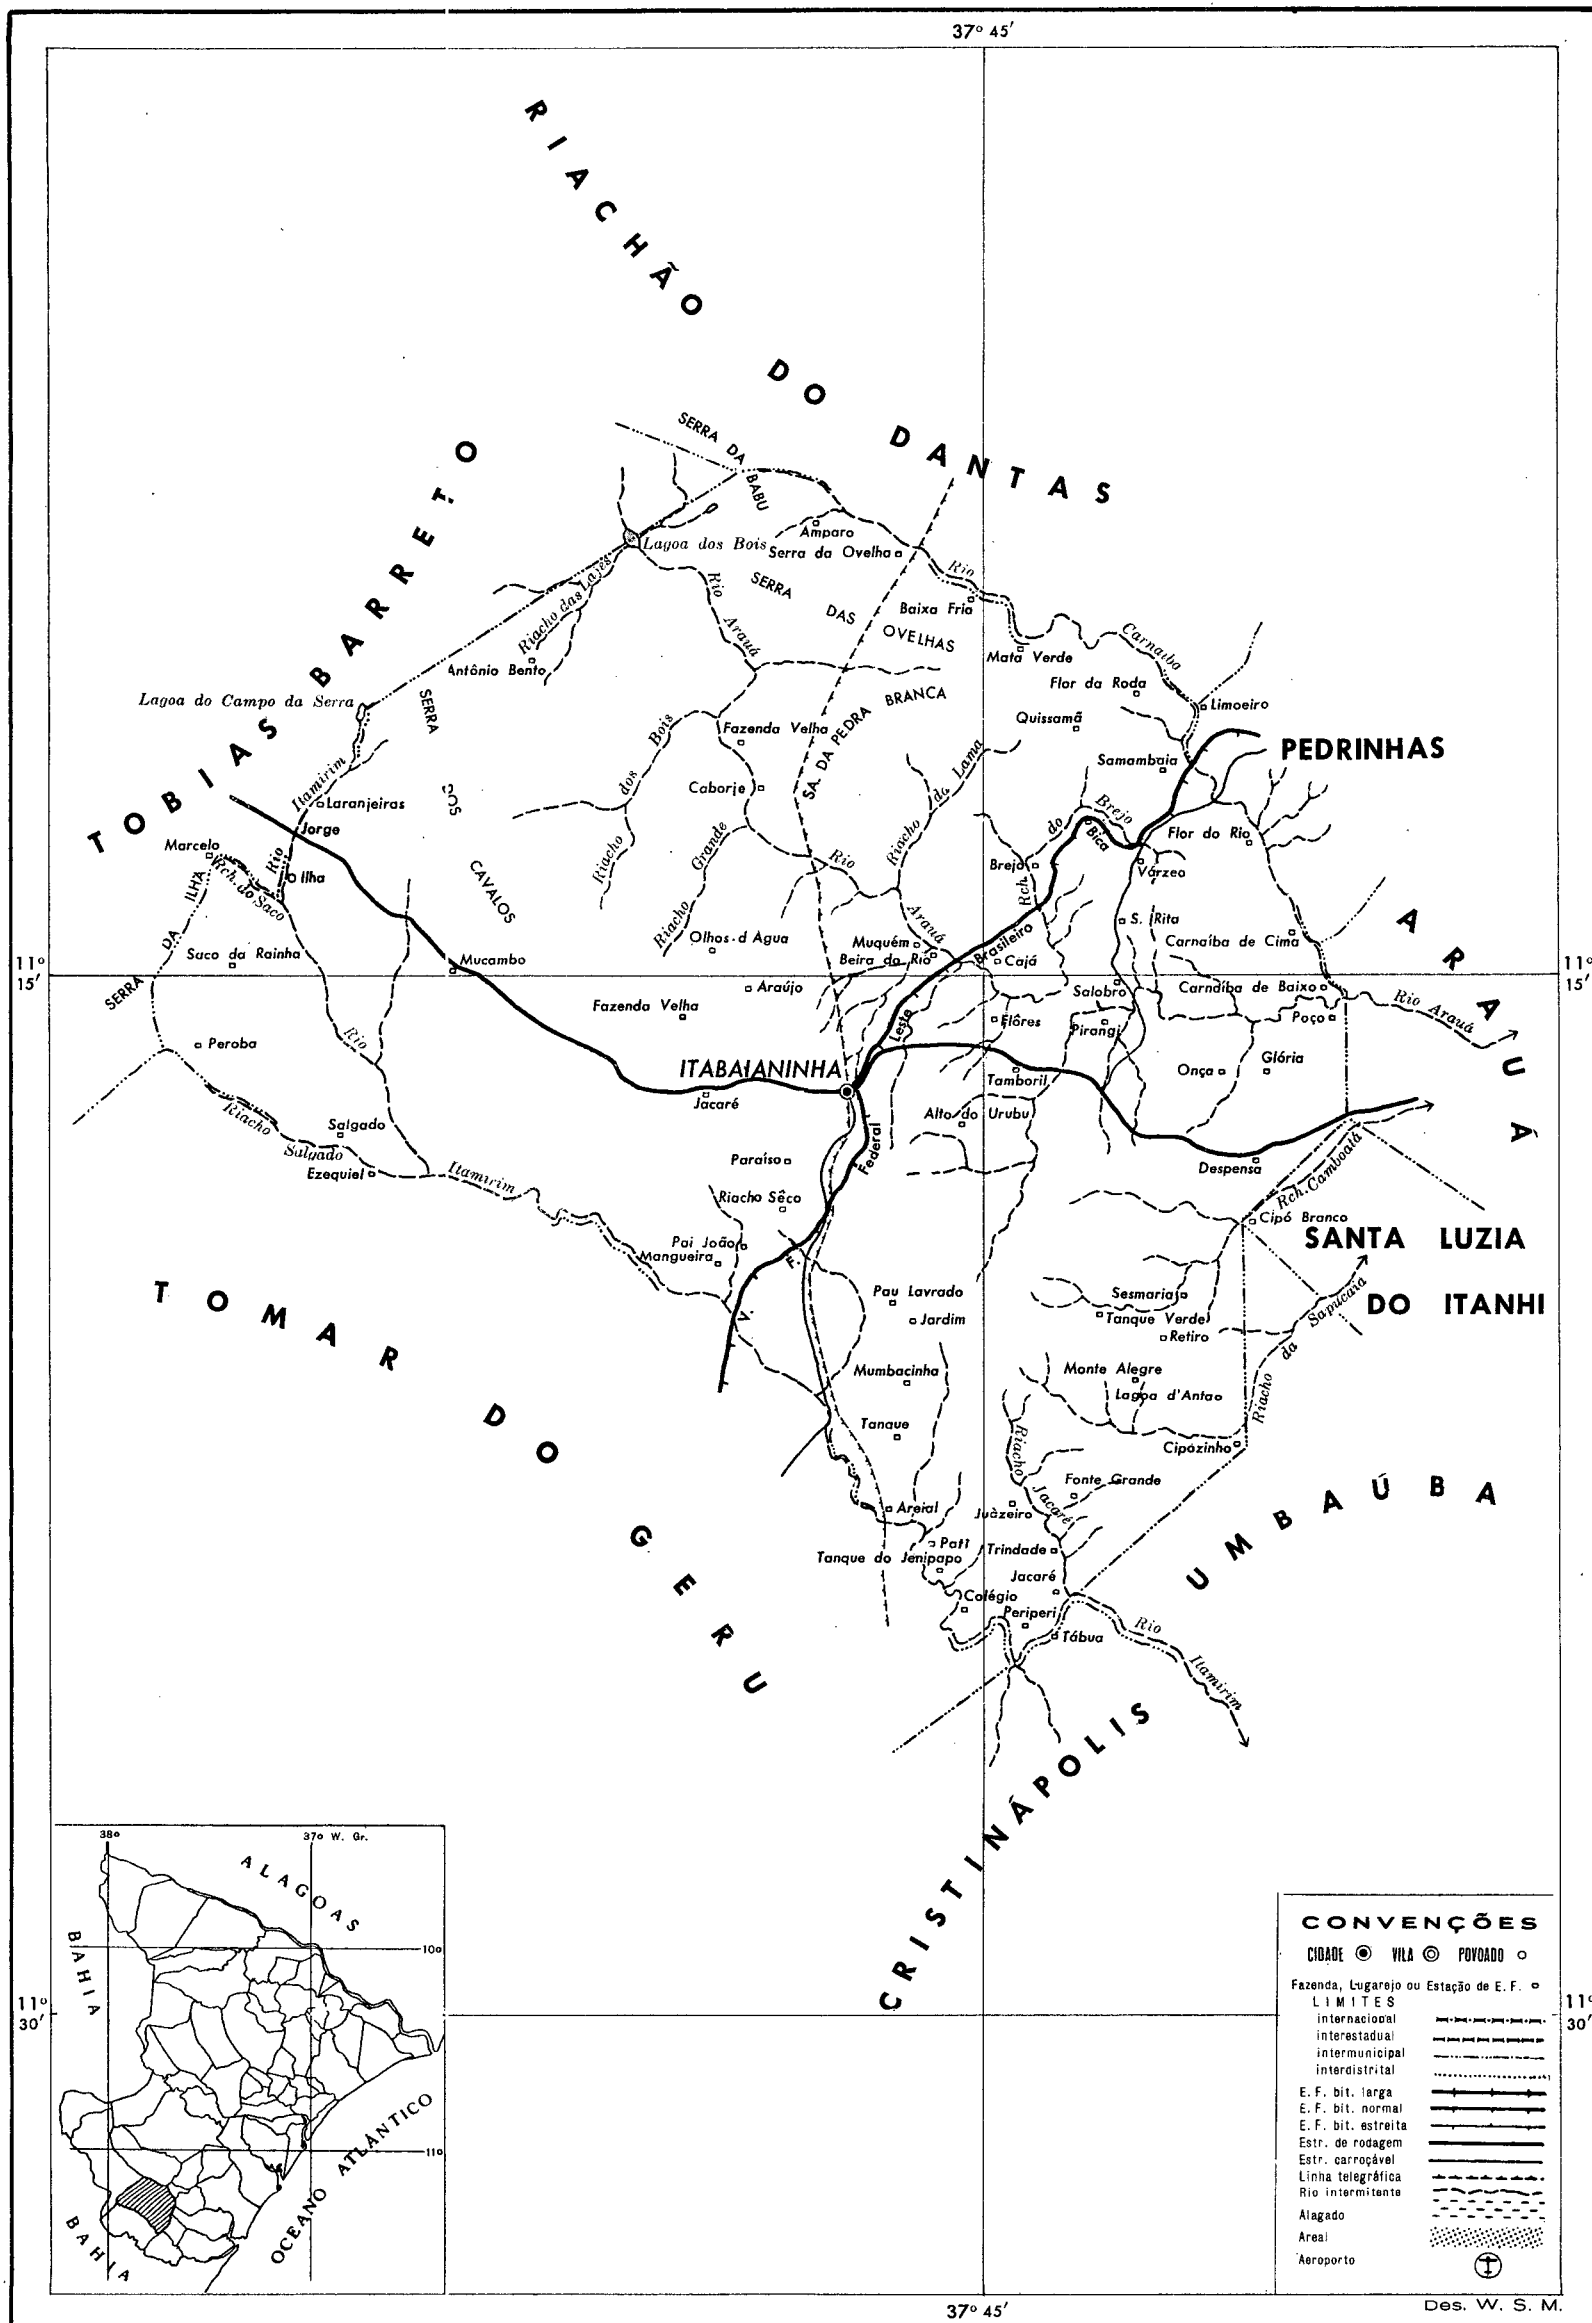 37° 45′
RIACHÃO DO DANTAS
TOBIAS BARRETO
SERRA DA BABU
Amparo
Lagoa dos Bois
Serra da Ovelha
Rio
SERRA DAS OVELHAS
Riacho das Lajes
Rio Arauá
Baixa Fria
Carnaíba
Antônio Bento
Mata Verde
Flor da Roda
Lagoa do Campo da Serra
SERRA DOS CAVALOS
SA. DA PEDRA BRANCA
Limoeiro
Quissamã
Fazenda Velha
Riacho dos Bois
PEDRINHAS
Samambaia
Itamirim
Laranjeiras
Caborje
Riacho da Lama
Jorge
Rch. do Brejo
Bica
Flor do Rio
Marcelo
Rch. do Saco
Rio
Ilha
Riacho Grande
Rio Arauá
Brejo
Várzea
SERRA DA ILHA
S. Rita
ARAUÁ
Saco da Rainha
Mucambo
Olhos-d Agua
Muquém
Beira do Rio
Brasileiro
Cajá
Carnaíba de Cima
11° 15′
11° 15′
Araújo
Salobro
Carnaíba de Baixo
Rio Arauá
Fazenda Velha
Leste
Flôres
Pirangi
Poço
Peroba
Rio
ITABAIANINHA
Tamboril
Onça
Glória
Jacaré
Riacho Salgado
Salgado
Alto do Urubu
Ezequiel
Itamirim
Paraíso
Federal
Despensa
Rch. Camboatá
Riacho Sêco
Cipó Branco
SANTA LUZIA
DO ITANHI
Pai João
Mangueira
V. F.
TOMAR DO GERU
Pau Lavrado
Jardim
Sesmaria
Tanque Verde
Retiro
Riacho da Sapucaia
Mumbacinha
Monte Alegre
Lagoa d'Antao
Tanque
Cipòzinho
Riacho Jacaré
Fonte Grande
UMBAÚBA
Areial
Juàzeiro
Pati
Trindade
Tanque do Jenipapo
Jacaré
Colégio
Periperi
Tábua
Rio Itamirim
CRISTINÁPOLIS
38°
37° W. Gr.
ALAGOAS
BAHIA
10°
11°
OCEANO ATLÂNTICO
BAHIA
11° 30′
11° 30′
CONVENÇÕES
CIDADE VILA POVOADO
Fazenda, Lugarejo ou Estação de E.F.
LIMITES
internacional
interestadual
intermunicipal
interdistrital
E. F. bit. larga
E. F. bit. normal
E. F. bit. estreita
Estr. de rodagem
Estr. carroçável
Linha telegráfica
Rio intermitente
Alagado
Areal
Aeroporto
37° 45′
Des. W. S. M.